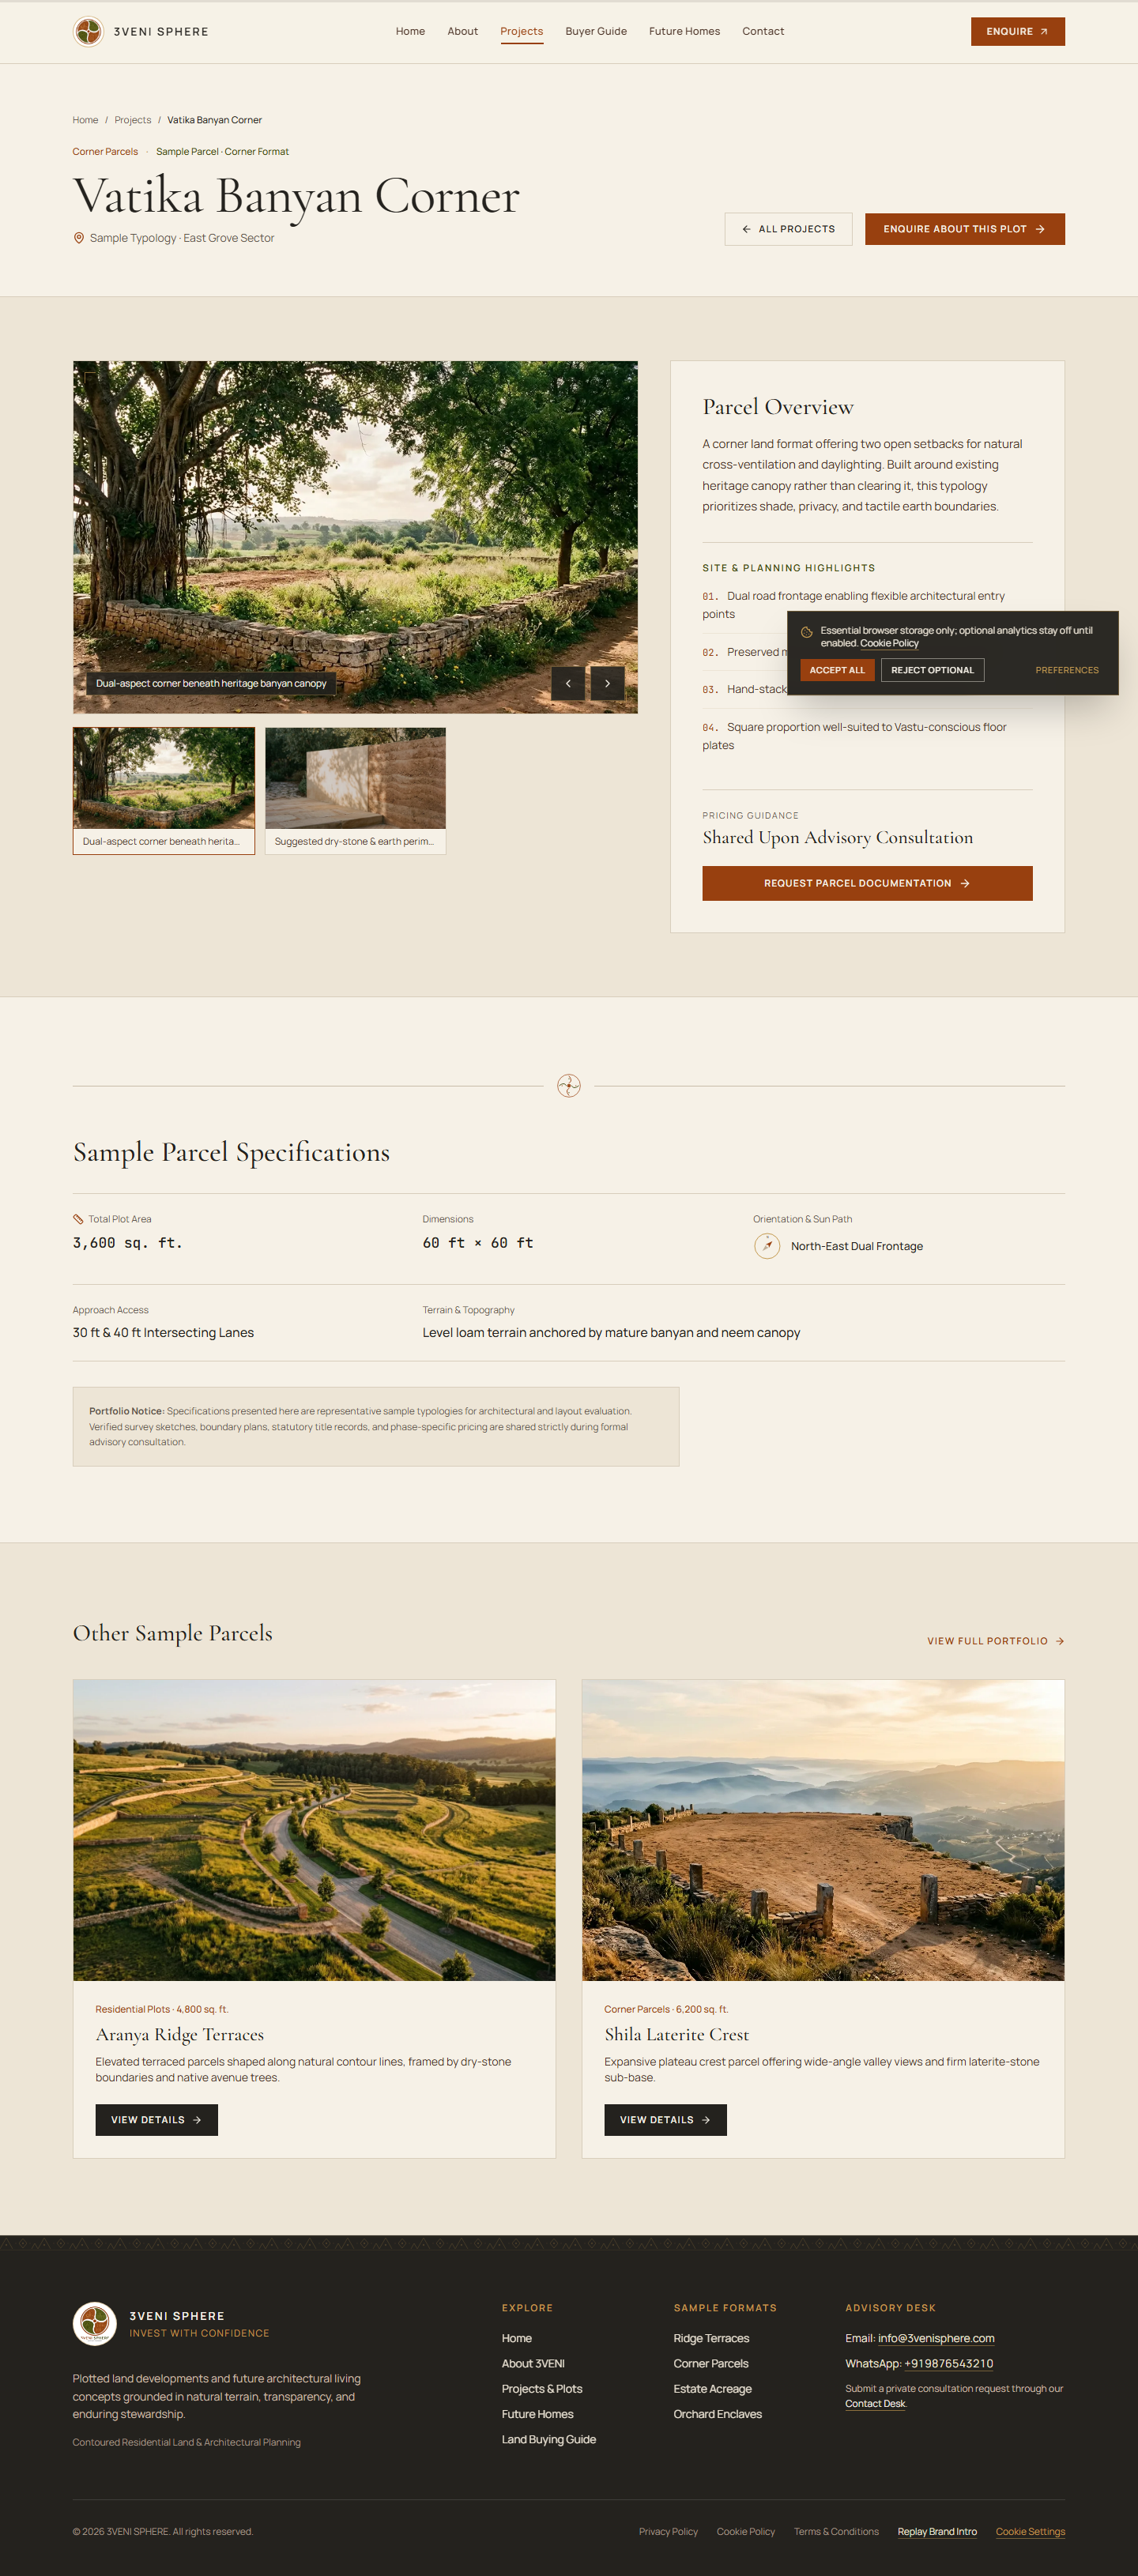 3VENI SPHERE
Home
About
Projects
Buyer Guide
Future Homes
Contact
ENQUIRE
Home / Projects / Vatika Banyan Corner
Corner Parcels · Sample Parcel · Corner Format
Vatika Banyan Corner
Sample Typology · East Grove Sector
ALL PROJECTS
ENQUIRE ABOUT THIS PLOT
Dual-aspect corner beneath heritage banyan canopy
Dual-aspect corner beneath herita...
Suggested dry-stone & earth perim...
Parcel Overview
A corner land format offering two open setbacks for natural
cross-ventilation and daylighting. Built around existing
heritage canopy rather than clearing it, this typology
prioritizes shade, privacy, and tactile earth boundaries.
SITE & PLANNING HIGHLIGHTS
01. Dual road frontage enabling flexible architectural entry
points
02. Preserved
03. Hand-stack
04. Square proportion well-suited to Vastu-conscious floor
plates
Essential browser storage only; optional analytics stay off until
enabled. Cookie Policy
ACCEPT ALL
REJECT OPTIONAL
PREFERENCES
PRICING GUIDANCE
Shared Upon Advisory Consultation
REQUEST PARCEL DOCUMENTATION
Sample Parcel Specifications
Total Plot Area
3,600 sq. ft.
Dimensions
60 ft × 60 ft
Orientation & Sun Path
North-East Dual Frontage
Approach Access
30 ft & 40 ft Intersecting Lanes
Terrain & Topography
Level loam terrain anchored by mature banyan and neem canopy
Portfolio Notice: Specifications presented here are representative sample typologies for architectural and layout evaluation.
Verified survey sketches, boundary plans, statutory title records, and phase-specific pricing are shared strictly during formal
advisory consultation.
Other Sample Parcels
VIEW FULL PORTFOLIO
Residential Plots · 4,800 sq. ft.
Aranya Ridge Terraces
Elevated terraced parcels shaped along natural contour lines, framed by dry-stone
boundaries and native avenue trees.
VIEW DETAILS
Corner Parcels · 6,200 sq. ft.
Shila Laterite Crest
Expansive plateau crest parcel offering wide-angle valley views and firm laterite-stone
sub-base.
VIEW DETAILS
3VENI SPHERE
INVEST WITH CONFIDENCE
Plotted land developments and future architectural living
concepts grounded in natural terrain, transparency, and
enduring stewardship.
Contoured Residential Land & Architectural Planning
EXPLORE
Home
About 3VENI
Projects & Plots
Future Homes
Land Buying Guide
SAMPLE FORMATS
Ridge Terraces
Corner Parcels
Estate Acreage
Orchard Enclaves
ADVISORY DESK
Email: info@3venisphere.com
WhatsApp: +919876543210
Submit a private consultation request through our
Contact Desk.
© 2026 3VENI SPHERE. All rights reserved.
Privacy Policy
Cookie Policy
Terms & Conditions
Replay Brand Intro
Cookie Settings